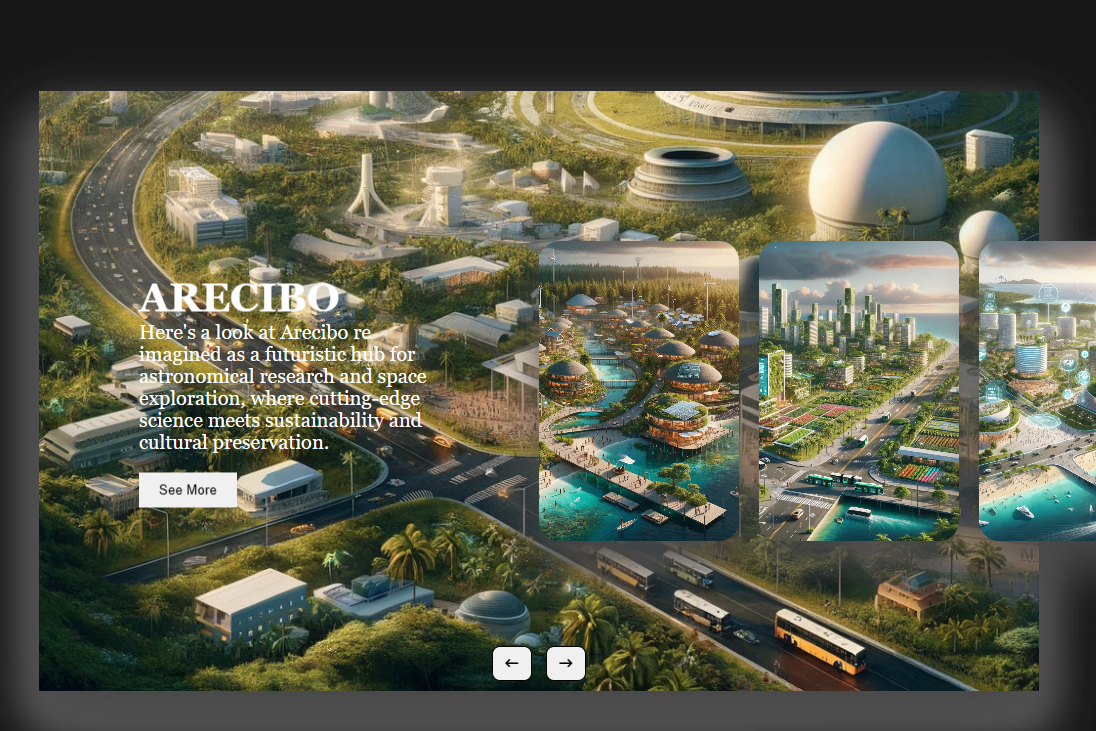 ARECIBO
Here's a look at Arecibo re
imagined as a futuristic hub for
astronomical research and space
exploration, where cutting-edge
science meets sustainability and
cultural preservation.
See More
← →